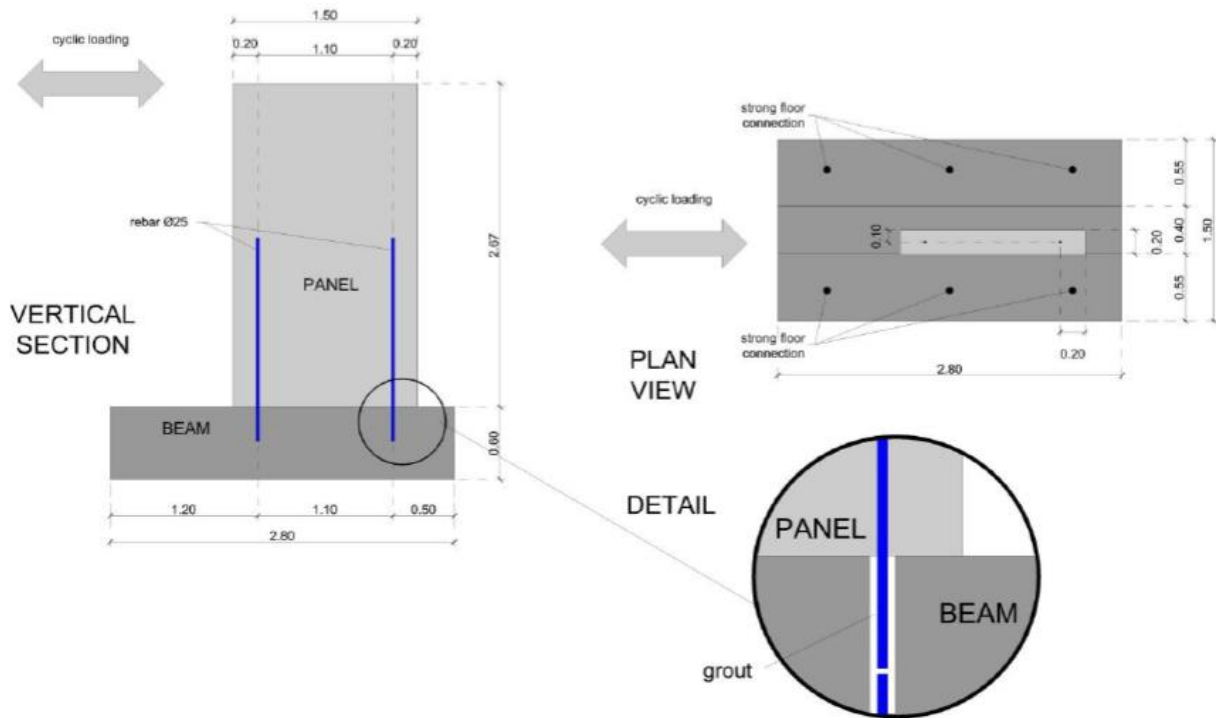 1.50
0.20
1.10
0.20
cyclic loading
rebar Ø25
PANEL
2.67
VERTICAL
SECTION
BEAM
0.60
1.20
1.10
0.50
2.80
strong floor
connection
cyclic loading
0.10
0.20
0.55
0.40
0.55
1.50
strong floor
connection
0.20
PLAN
VIEW
2.80
DETAIL
PANEL
BEAM
grout